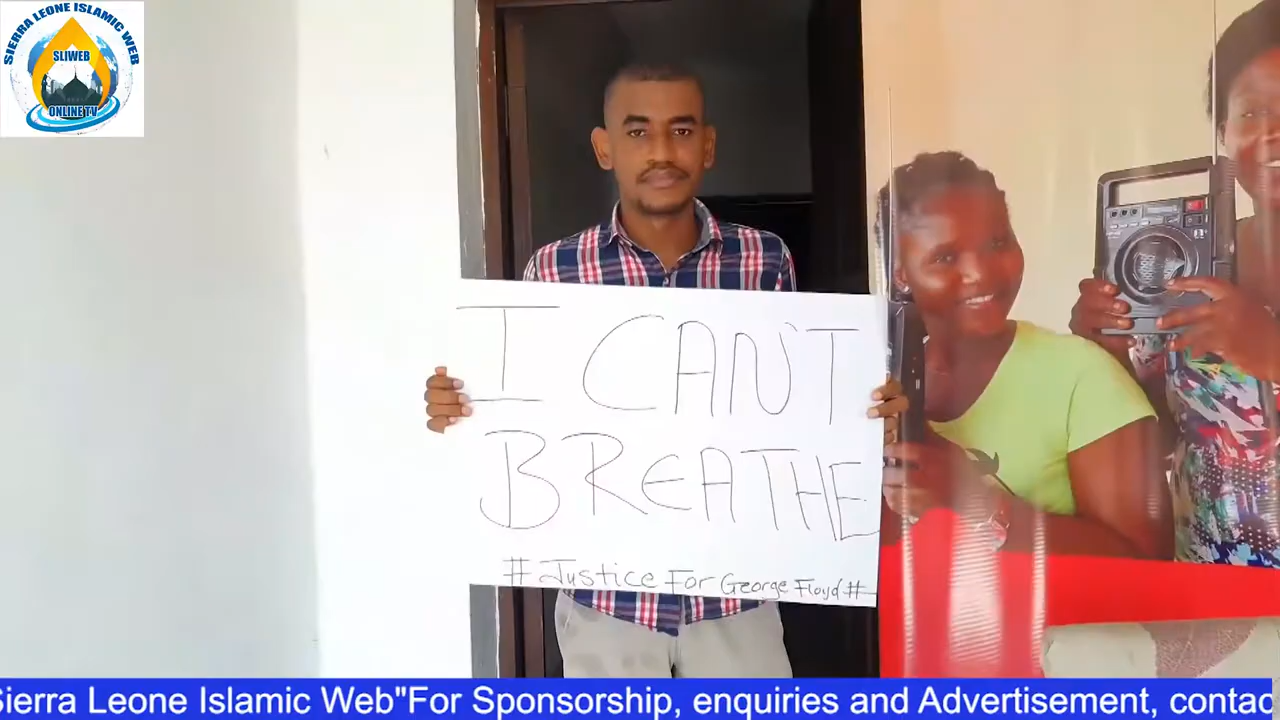 SIERRA LEONE ISLAMIC WEB
SLIWEB
ONLINE TV
I CAN'T
BREATHE
# Justice For George Floyd #
Sierra Leone Islamic Web"For Sponsorship, enquiries and Advertisement, contac